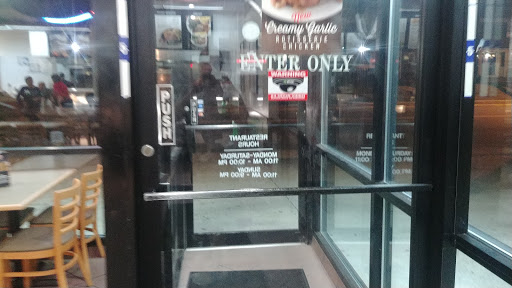 New
Creamy Garlic
ROTISSERIE
CHICKEN
ENTER ONLY
WARNING
PUSH
RESTAURANT
HOURS
MONDAY-SATURDAY
11:00 AM - 10:00 PM
SUNDAY
11:00 AM - 9:00 PM